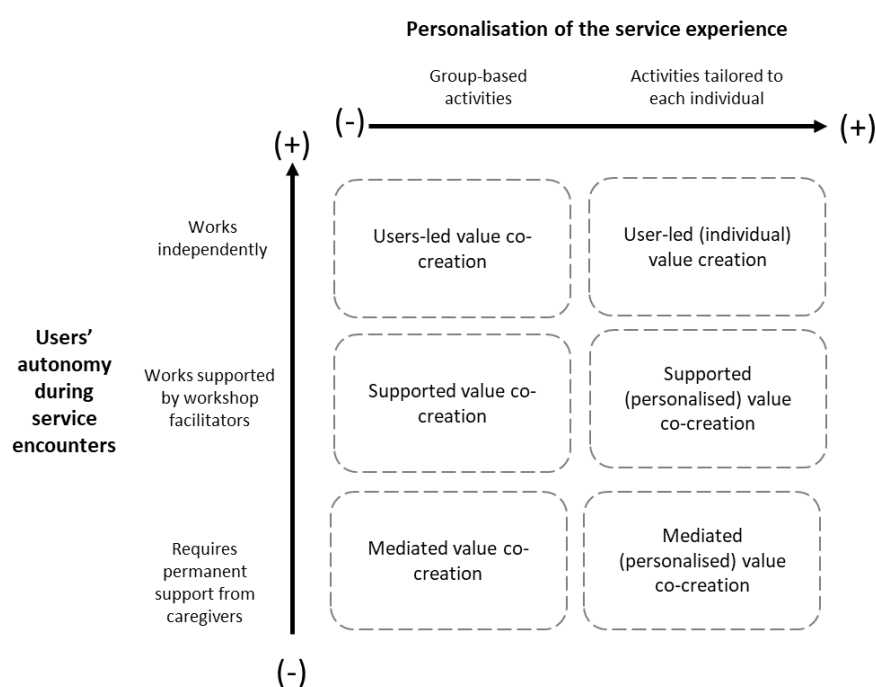 Personalisation of the service experience
Group-based
activities
Activities tailored to
each individual
(-)
(+)
(+)
Works
independently
Users-led value co-
creation
User-led (individual)
value creation
Users’
autonomy
during
service
encounters
Works supported
by workshop
facilitators
Supported value co-
creation
Supported
(personalised) value
co-creation
Requires
permanent
support from
caregivers
Mediated value co-
creation
Mediated
(personalised) value
co-creation
(-)